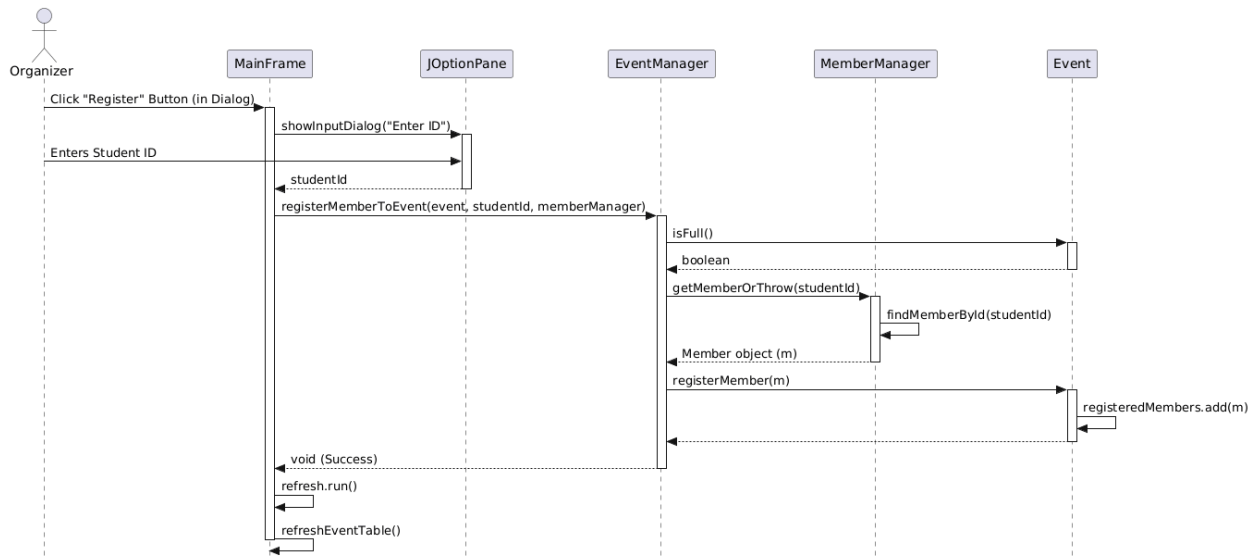 Organizer
MainFrame
JOptionPane
EventManager
MemberManager
Event
Click "Register" Button (in Dialog)
showInputDialog("Enter ID")
Enters Student ID
studentId
registerMemberToEvent(event, studentId, memberManager)
isFull()
boolean
getMemberOrThrow(studentId)
findMemberById(studentId)
Member object (m)
registerMember(m)
registeredMembers.add(m)
void (Success)
refresh.run()
refreshEventTable()